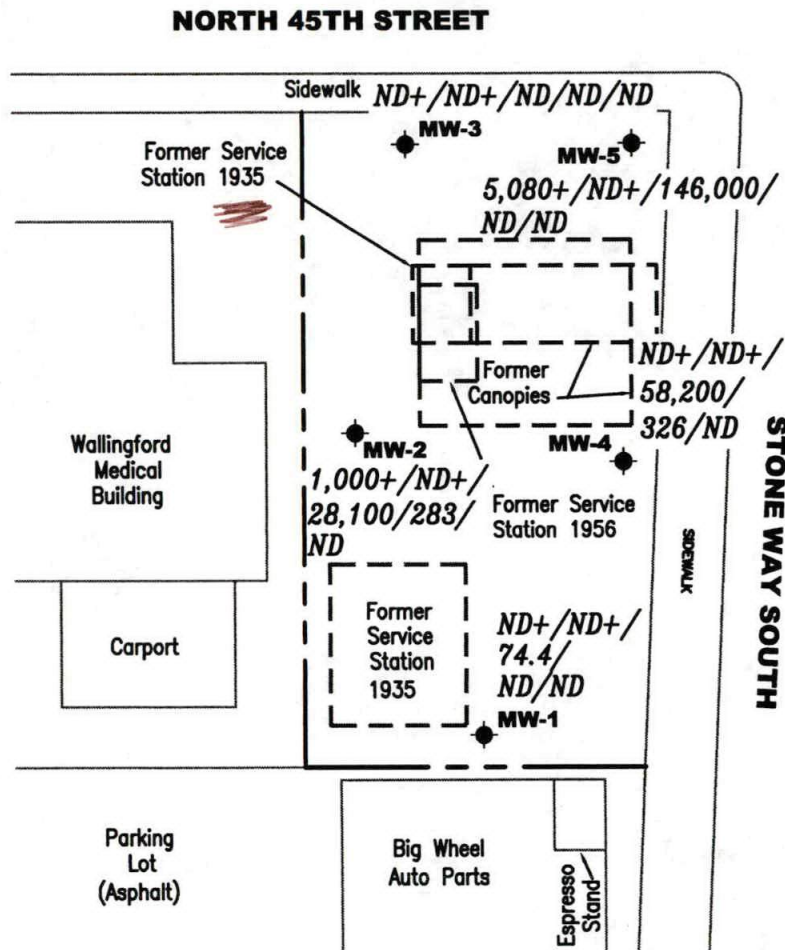 NORTH 45TH STREET
Sidewalk
ND+/ND+/ND/ND/ND
MW-3
Former Service
Station 1935
MW-5
5,080+/ND+/146,000/
ND/ND
Former
Canopies
ND+/ND+/
58,200/
326/ND
MW-4
Wallingford
Medical
Building
MW-2
1,000+/ND+/
28,100/283/
ND
Former Service
Station 1956
SIDEWALK
STONE WAY SOUTH
Carport
Former
Service
Station
1935
ND+/ND+/
74.4/
ND/ND
MW-1
Parking
Lot
(Asphalt)
Big Wheel
Auto Parts
Espresso
Stand